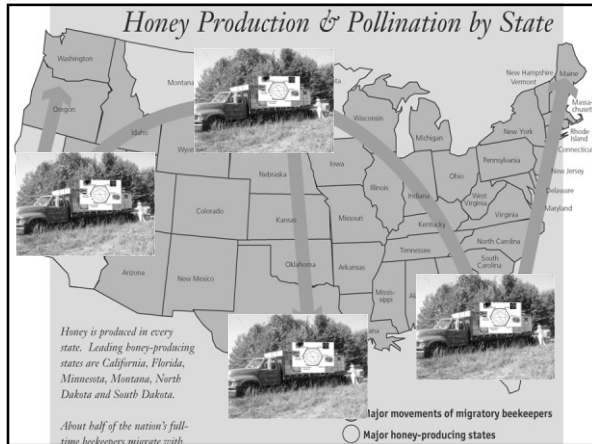 Honey Production & Pollination by State
Washington
Montana
Oregon
Idaho
Wyo
Nebraska
Iowa
Wisconsin
Michigan
New Hampshire
Vermont
Maine
Massa-
chusett
Rhode
Island
Connecticu
New York
Pennsylvania
New Jersey
Delaware
Maryland
Illinois
Indiana
Ohio
West
Virginia
Virginia
Colorado
Kansas
Missouri
Kentucky
North Carolina
Tennessee
South
Carolina
Arizona
New Mexico
Oklahoma
Arkansas
Missis-
sippi
Honey is produced in every
state. Leading honey-producing
states are California, Florida,
Minnesota, Montana, North
Dakota and South Dakota.
About half of the nation's full-
time beekeepers migrate with
Major movements of migratory beekeepers
Major honey-producing states